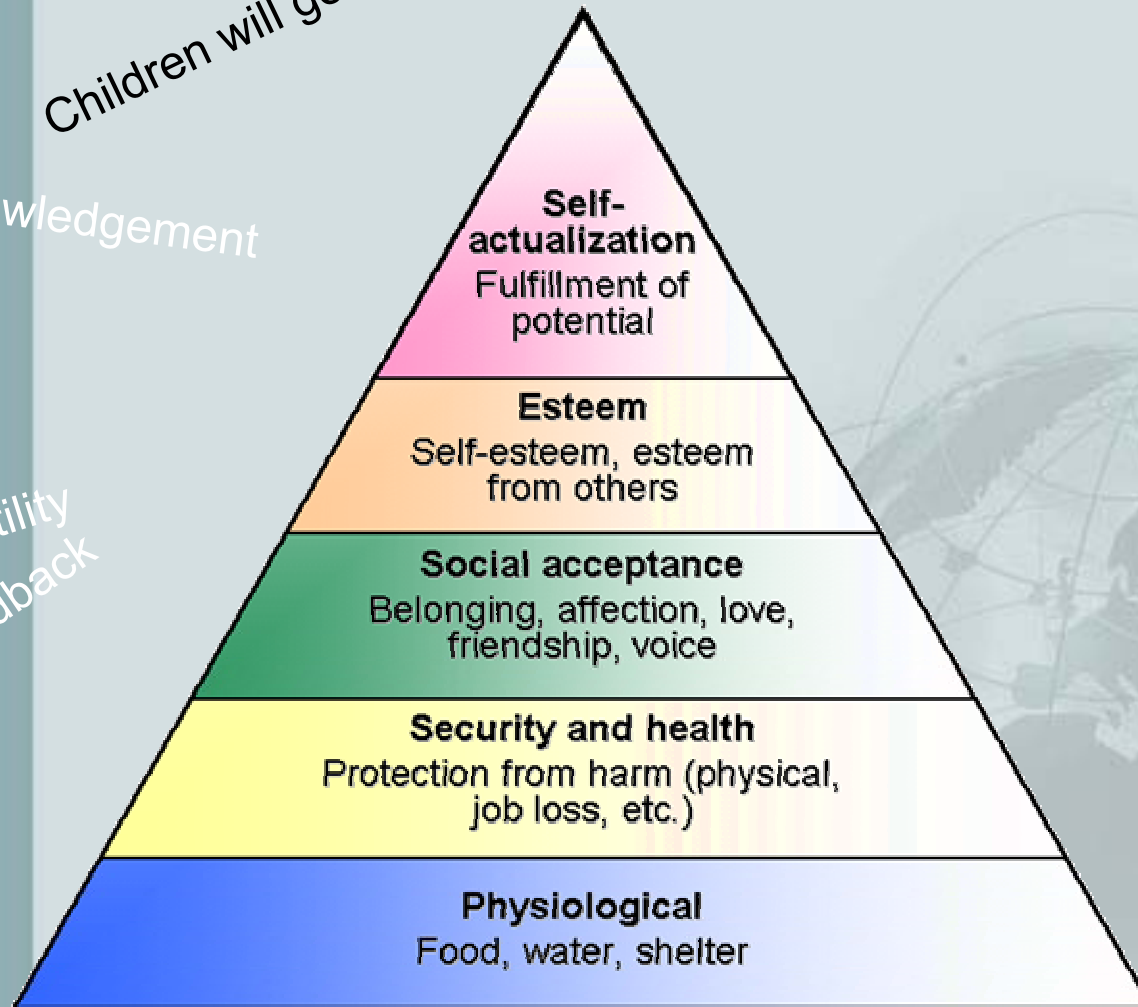 Children will
wledgement
Self-
actualization
Fulfillment of
potential
Esteem
Self-esteem, esteem
from others
tility
dback
Social acceptance
Belonging, affection, love,
friendship, voice
Security and health
Protection from harm (physical,
job loss, etc.)
Physiological
Food, water, shelter